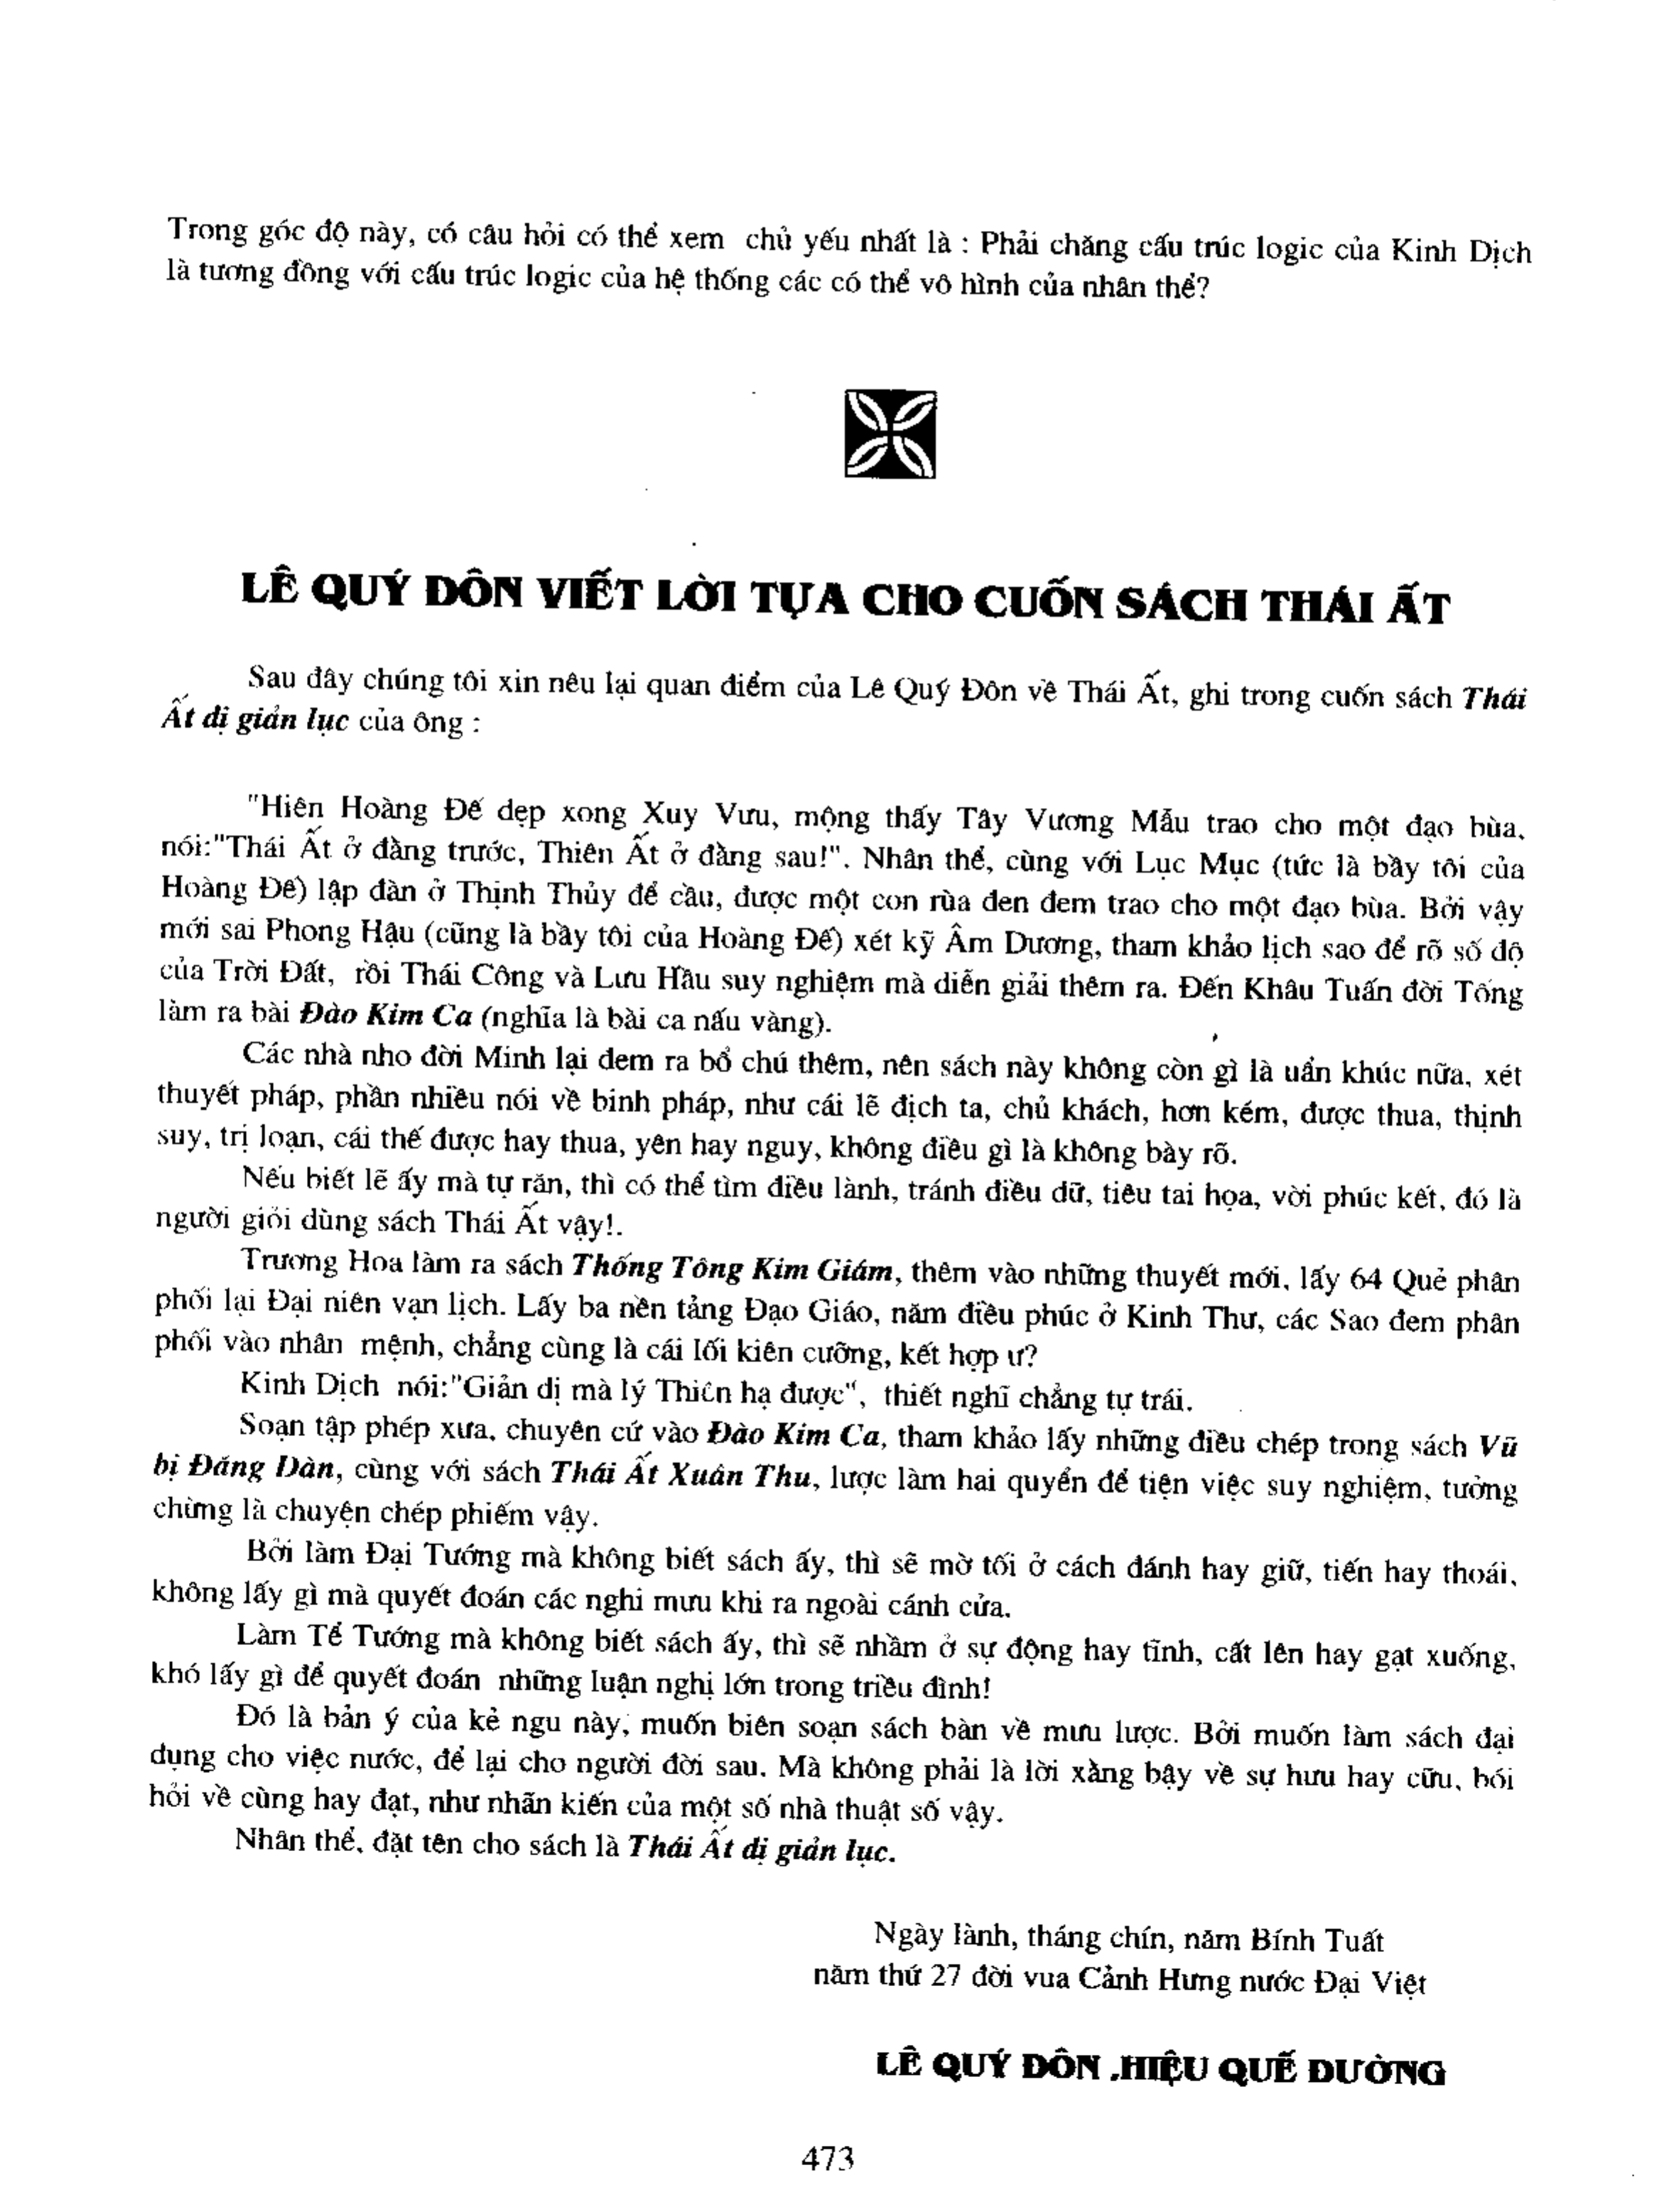 Trong góc độ này, có câu hỏi có thể xem chủ yếu nhất là : Phải chăng cấu trúc logic của Kinh Dịch
là tương đồng với cấu trúc logic của hệ thống các có thể vô hình của nhân thể?
LÊ QUÝ DÔN VIẾT LỜI TỰA CHO CUỐN SÁCH THÁI ẤT
Sau đây chúng tôi xin nêu lại quan điểm của Lê Quý Đôn về Thái Ất, ghi trong cuốn sách Thái
Ất dị giản lục của ông :
"Hiên Hoàng Đế dẹp xong Xuy Vưu, mộng thấy Tây Vương Mẫu trao cho một đạo bùa,
nói:"Thái Ất ở đằng trước, Thiên Ất ở đằng sau!". Nhân thể, cùng với Lục Mục (tức là bầy tôi của
Hoàng Đế) lập đàn ở Thịnh Thủy để cầu, được một con rùa đen đem trao cho một đạo bùa. Bởi vậy
mới sai Phong Hậu (cũng là bầy tôi của Hoàng Đế) xét kỹ Âm Dương, tham khảo lịch sao để rõ số độ
của Trời Đất, rồi Thái Công và Lưu Hầu suy nghiệm mà diễn giải thêm ra. Đến Khâu Tuấn đời Tống
làm ra bài Đào Kim Ca (nghĩa là bài ca nấu vàng).
Các nhà nho đời Minh lại đem ra bổ chú thêm, nên sách này không còn gì là uẩn khúc nữa, xét
thuyết pháp, phần nhiều nói về binh pháp, như cái lẽ địch ta, chủ khách, hơn kém, được thua, thịnh
suy, trị loạn, cái thế được hay thua, yên hay nguy, không điều gì là không bày rõ.
Nếu biết lẽ ấy mà tự răn, thì có thể tìm điều lành, tránh điều dữ, tiêu tai họa, vời phúc kết, đó là
người giỏi dùng sách Thái Ất vậy!.
Trương Hoa làm ra sách Thống Tông Kim Giám, thêm vào những thuyết mới, lấy 64 Quẻ phân
phối lại Đại niên vạn lịch. Lấy ba nền tảng Đạo Giáo, năm điều phúc ở Kinh Thư, các Sao đem phân
phối vào nhân mệnh, chẳng cùng là cái lối kiên cưỡng, kết hợp ư?
Kinh Dịch nói:"Giản dị mà lý Thiên hạ được", thiết nghĩ chẳng tự trái.
Soạn tập phép xưa, chuyên cứ vào Đào Kim Ca, tham khảo lấy những điều chép trong sách Vũ
bị Đăng Dàn, cùng với sách Thái Ất Xuân Thu, lược làm hai quyển để tiện việc suy nghiệm, tưởng
chừng là chuyện chép phiếm vậy.
Bởi làm Đại Tướng mà không biết sách ấy, thì sẽ mờ tối ở cách đánh hay giữ, tiến hay thoái,
không lấy gì mà quyết đoán các nghi mưu khi ra ngoài cánh cửa.
Làm Tể Tướng mà không biết sách ấy, thì sẽ nhầm ở sự động hay tĩnh, cất lên hay gạt xuống,
khó lấy gì để quyết đoán những luận nghị lớn trong triều đình!
Đó là bản ý của kẻ ngu này, muốn biên soạn sách bàn về mưu lược. Bởi muốn làm sách đại
dụng cho việc nước, để lại cho người đời sau. Mà không phải là lời xằng bậy về sự hưu hay cữu, bói
hỏi về cùng hay đạt, như nhãn kiến của một số nhà thuật số vậy.
Nhân thể, đặt tên cho sách là Thái Ất dị giản lục.
Ngày lành, tháng chín, năm Bính Tuất
năm thứ 27 đời vua Cảnh Hưng nước Đại Việt
LÊ QUÝ ĐÔN .HIỆU QUẾ ĐƯỜNG
473